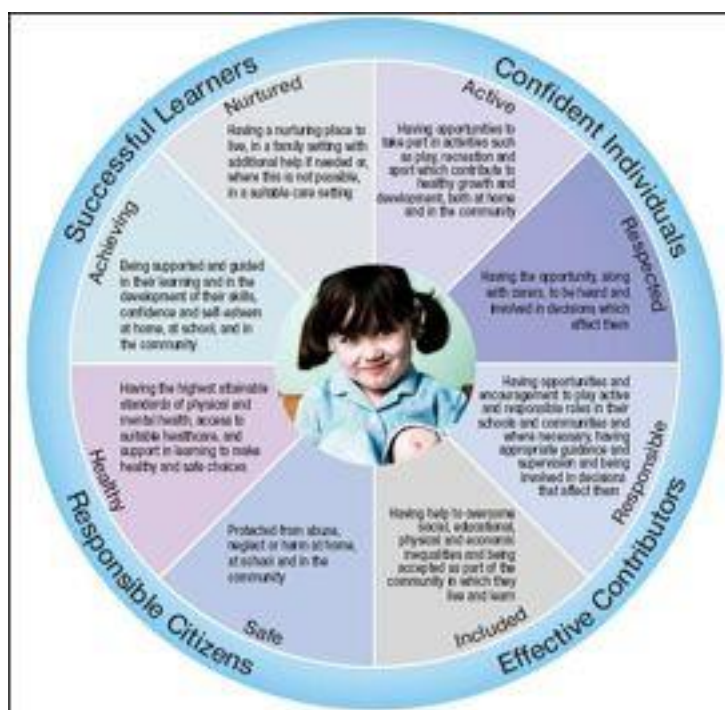 Successful Learners
Confident Individuals
Nurtured
Having a nurturing place to
live, in a family setting with
additional help if needed or,
where this is not possible,
in a suitable care setting
Active
Having opportunities to
take part in activities such
as play, recreation and
sport which contribute to
healthy growth and
development, both at home
and in the community
Achieving
Being supported and guided
in their learning and in the
development of their skills,
confidence and self-esteem
at home, at school, and in
the community
Respected
Having the opportunity, along
with carers, to be heard and
involved in decisions which
affect them
Healthy
Having the highest attainable
standards of physical and
mental health, access to
suitable healthcare, and
support in learning to make
healthy and safe choices
Responsible
Having opportunities and
encouragement to play active
and responsible roles in their
schools and communities and
where necessary, having
appropriate guidance and
supervision and being
involved in decisions
that affect them
Safe
Protected from abuse,
neglect or harm at home,
at school and in the
community
Included
Having help to overcome
social, educational,
physical and economic
inequalities and being
accepted as part of the
community in which they
live and learn
Responsible Citizens
Effective Contributors